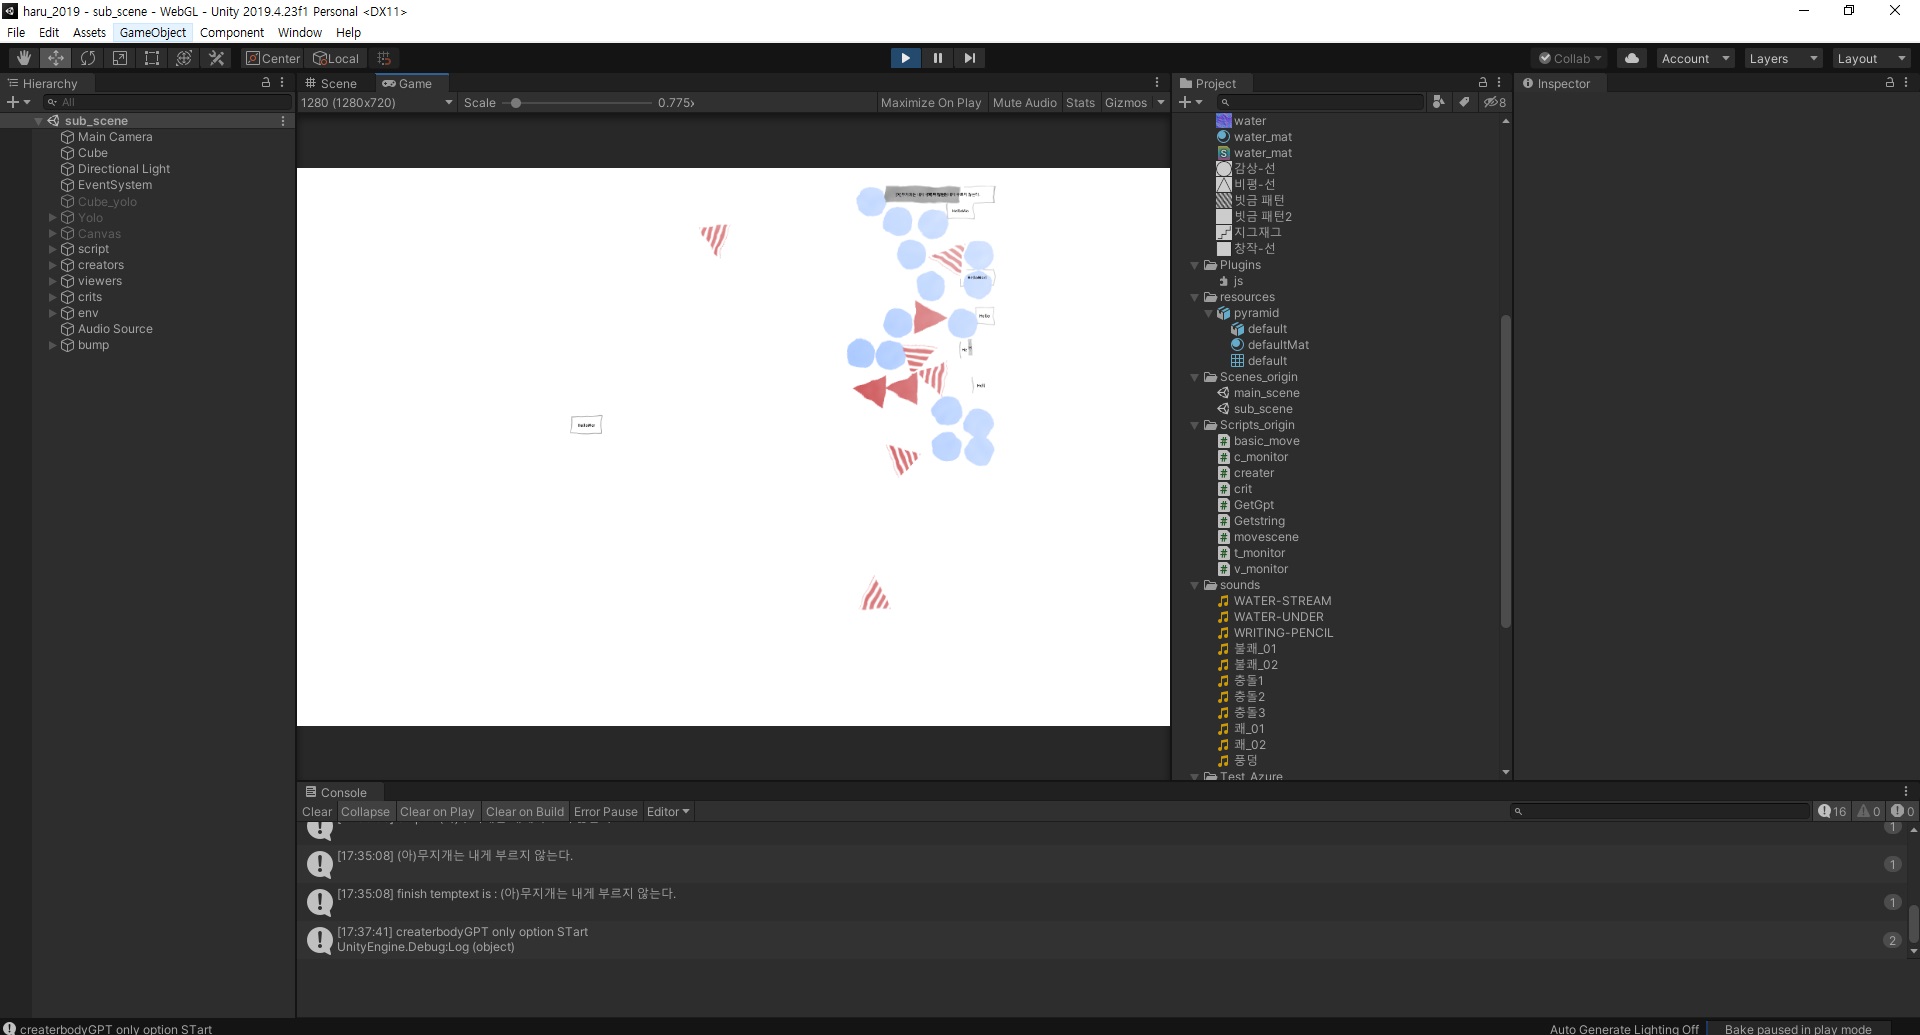 haru_2019 - sub_scene - WebGL - Unity 2019.4.23f1 Personal <DX11>
File Edit Assets GameObject Component Window Help
Center Local
Collab Account Layers Layout
Hierarchy
All
sub_scene
Main Camera
Cube
Directional Light
EventSystem
Cube_yolo
Yolo
Canvas
script
creators
viewers
crits
env
Audio Source
bump
Scene Game
1280 (1280x720) Scale 0.775x Maximize On Play Mute Audio Stats Gizmos
Hello
Hell
Project
8
water
water_mat
water_mat
감상-선
비평-선
빗금 패턴
빗금 패턴2
지그재그
창작-선
Plugins
js
resources
pyramid
default
defaultMat
default
Scenes_origin
main_scene
sub_scene
Scripts_origin
basic_move
c_monitor
creater
crit
GetGpt
Getstring
movescene
t_monitor
v_monitor
sounds
WATER-STREAM
WATER-UNDER
WRITING-PENCIL
불쾌_01
불쾌_02
충돌1
충돌2
충돌3
쾌_01
쾌_02
풍덩
Test Azure
Inspector
Console
Clear Collapse Clear on Play Clear on Build Error Pause Editor
16 0 0
1
[17:35:08] (아)무지개는 내게 부르지 않는다.
1
[17:35:08] finish temptext is : (아)무지개는 내게 부르지 않는다.
1
[17:37:41] createrbodyGPT only option STart
UnityEngine.Debug:Log (object)
2
createrbodyGPT only option STart
Auto Generate Lighting Off Bake paused in play mode